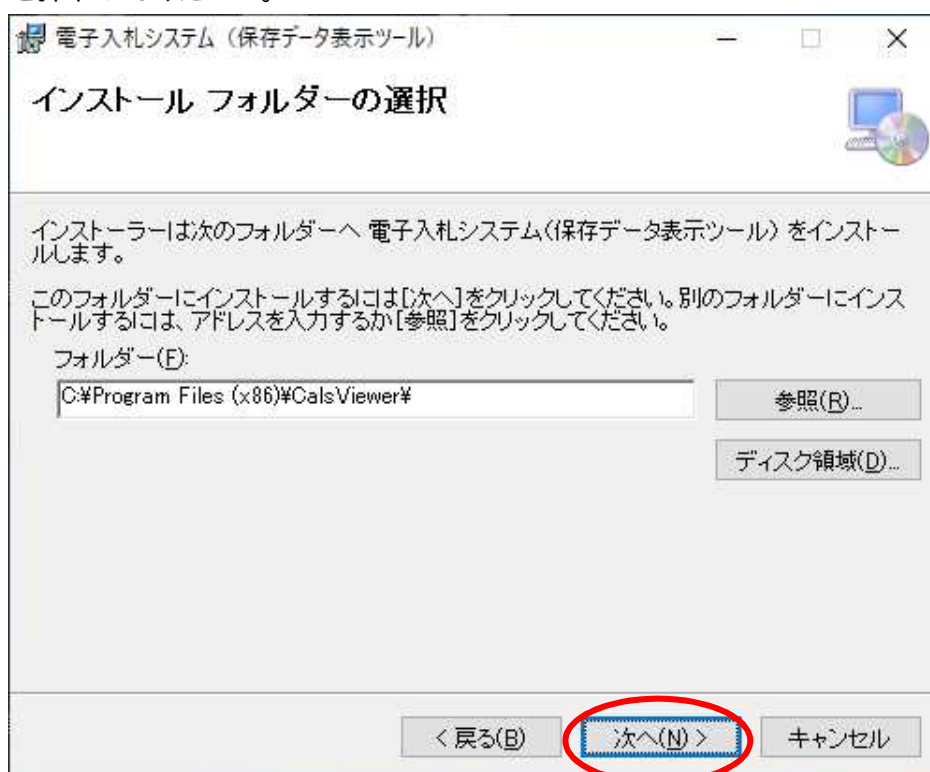 電子入札システム（保存データ表示ツール）
インストール フォルダーの選択
インストーラーは次のフォルダーへ 電子入札システム(保存データ表示ツール) をインストー
ルします。
このフォルダーにインストールするには[次へ]をクリックしてください。別のフォルダーにインス
トールするには、アドレスを入力するか[参照]をクリックしてください。
フォルダー(F):
C:¥Program Files (x86)¥CalsViewer¥
参照(R)...
ディスク領域(D)...
< 戻る(B)
次へ(N) >
キャンセル